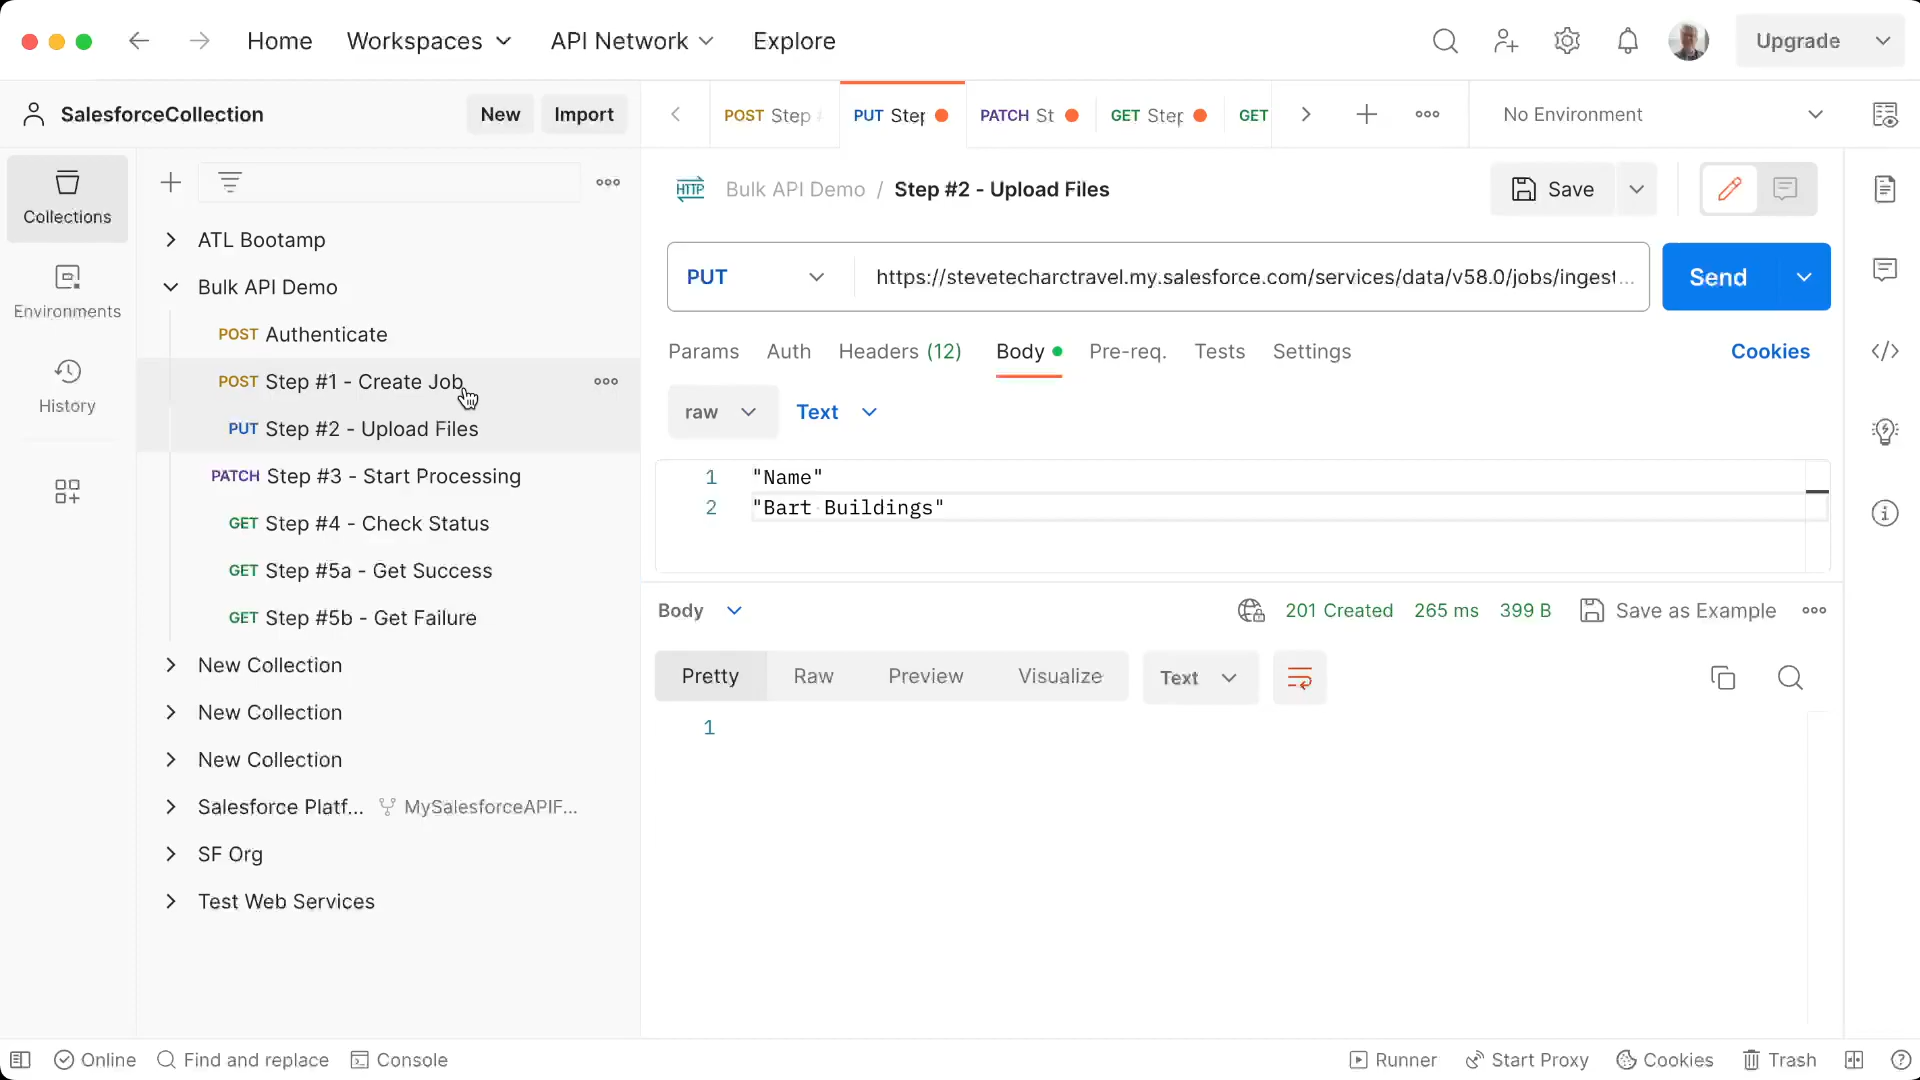 Home Workspaces API Network Explore Upgrade
SalesforceCollection New Import POST Step PUT Step PATCH St GET Step GET No Environment
Collections
Environments
History
ATL Bootamp
Bulk API Demo
POST Authenticate
POST Step #1 - Create Job
PUT Step #2 - Upload Files
PATCH Step #3 - Start Processing
GET Step #4 - Check Status
GET Step #5a - Get Success
GET Step #5b - Get Failure
New Collection
New Collection
New Collection
Salesforce Platf... MySalesforceAPIF...
SF Org
Test Web Services
HTTP Bulk API Demo / Step #2 - Upload Files Save
PUT https://stevetecharctravel.my.salesforce.com/services/data/v58.0/jobs/ingest... Send
Params Auth Headers (12) Body Pre-req. Tests Settings Cookies
raw Text
1 "Name"
2 "Bart Buildings"
Body 201 Created 265 ms 399 B Save as Example
Pretty Raw Preview Visualize Text
1
Online Find and replace Console Runner Start Proxy Cookies Trash